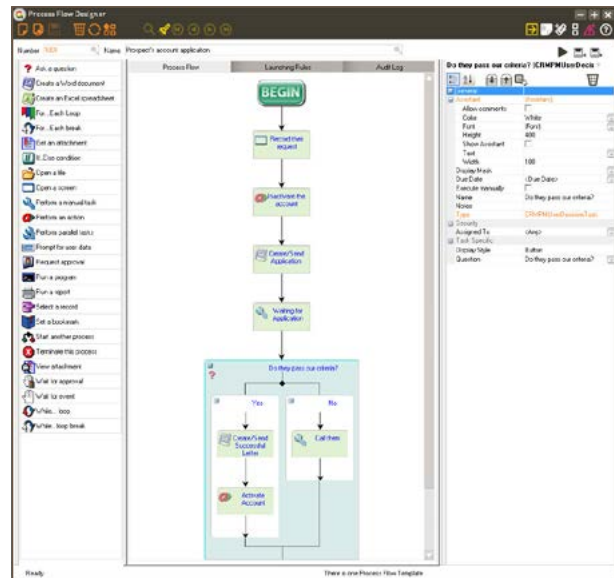 Process Flow Designer
Number
Name Prospect's account application
Process Flow
Launching Rules
Audit Log
Ask a question
Create a Word document
Create an Excel spreadsheet
For...Each Loop
For...Each break
Get an attachment
If...Else condition
Open a file
Open a screen
Perform a manual task
Perform an action
Perform parallel tasks
Prompt for user data
Request approval
Run a program
Run a report
Select a record
Set a bookmark
Start another process
Terminate this process
View attachment
Wait for approval
Wait for event
While... loop
While.. loop break
BEGIN
Record their
request
Inactivate the
account
Create/Send
Application
Waiting for
Application
Do they pass our criteria?
Yes
No
Create/Send
Successful
Letter
Call them
Activate
Account
Do they pass our criteria? (CRMPMUserDecis
General
Assistant (Assistant)
Allow comments
Color White
Font (Font)
Height 400
Show Assistant
Text
Width 100
Display Mask
Due Date <Due Date>
Execute manually
Name Do they pass our criteria?
Notes
Type CRMPMUserDecisionTask
Security
Assigned To <Any>
Task Specific
Display Style Button
Question Do they pass our criteria?
Ready
There is one Process Flow Template